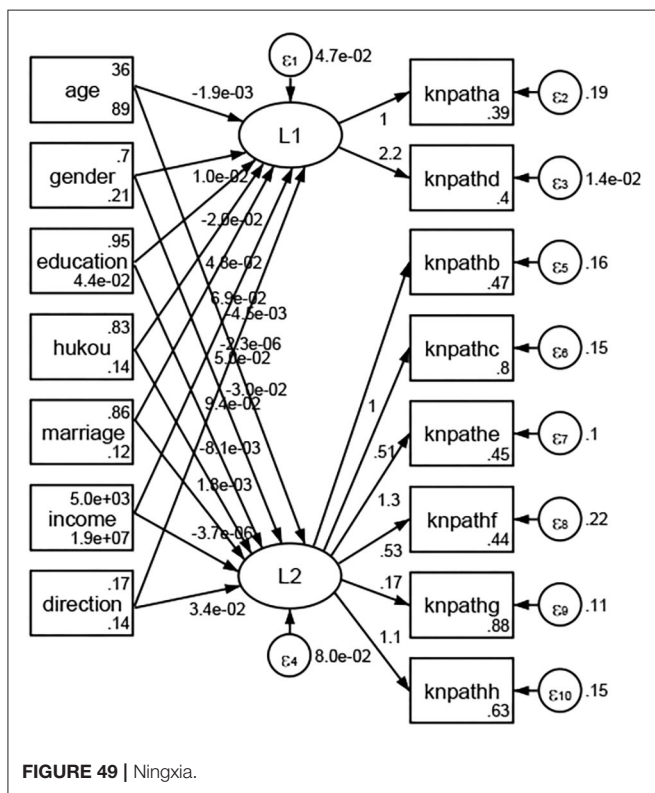 36
age
89
.7
gender
.21
.95
education
4.4e-02
.83
hukou
.14
.86
marriage
.12
5.0e+03
income
1.9e+07
.17
direction
.14
ε1
4.7e-02
L1
-1.9e-03
1.0e-02
-2.0e-02
4.8e-02
6.9e-02
-4.5e-03
-2.3e-06
5.0e-02
-3.0e-02
9.4e-02
-8.1e-03
1.8e-03
-3.7e-06
3.4e-02
L2
ε4
8.0e-02
1
2.2
1
.51
1.3
.53
.17
1.1
knpatha
.39
ε2
.19
knpathd
.4
ε3
1.4e-02
knpathb
.47
ε5
.16
knpathc
.8
ε6
.15
knpathe
.45
ε7
.1
knpathf
.44
ε8
.22
knpathg
.88
ε9
.11
knpathh
.63
ε10
.15
FIGURE 49 | Ningxia.